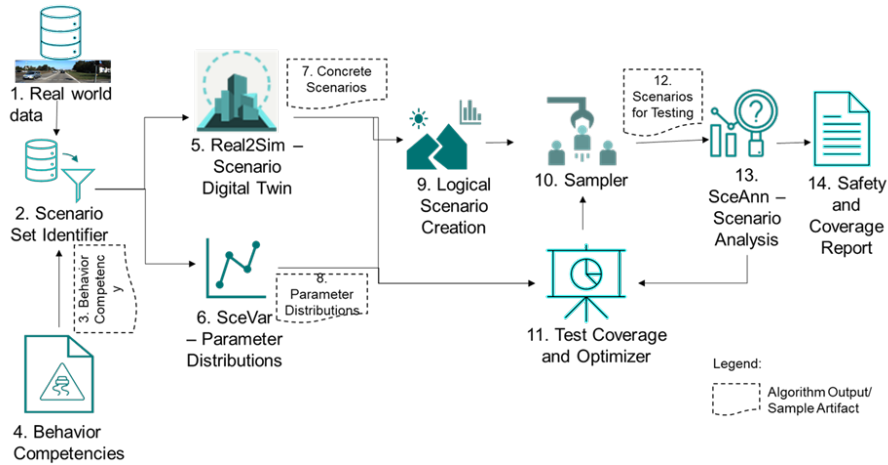 1. Real world
data
2. Scenario
Set Identifier
3. Behavior
Competenc
y
4. Behavior
Competencies
5. Real2Sim –
Scenario
Digital Twin
6. SceVar
– Parameter
Distributions
7. Concrete
Scenarios
8.
Parameter
Distributions
9. Logical
Scenario
Creation
10. Sampler
11. Test Coverage
and Optimizer
12.
Scenarios
for Testing
13.
SceAnn –
Scenario
Analysis
14. Safety
and
Coverage
Report
Legend:
Algorithm Output/
Sample Artifact